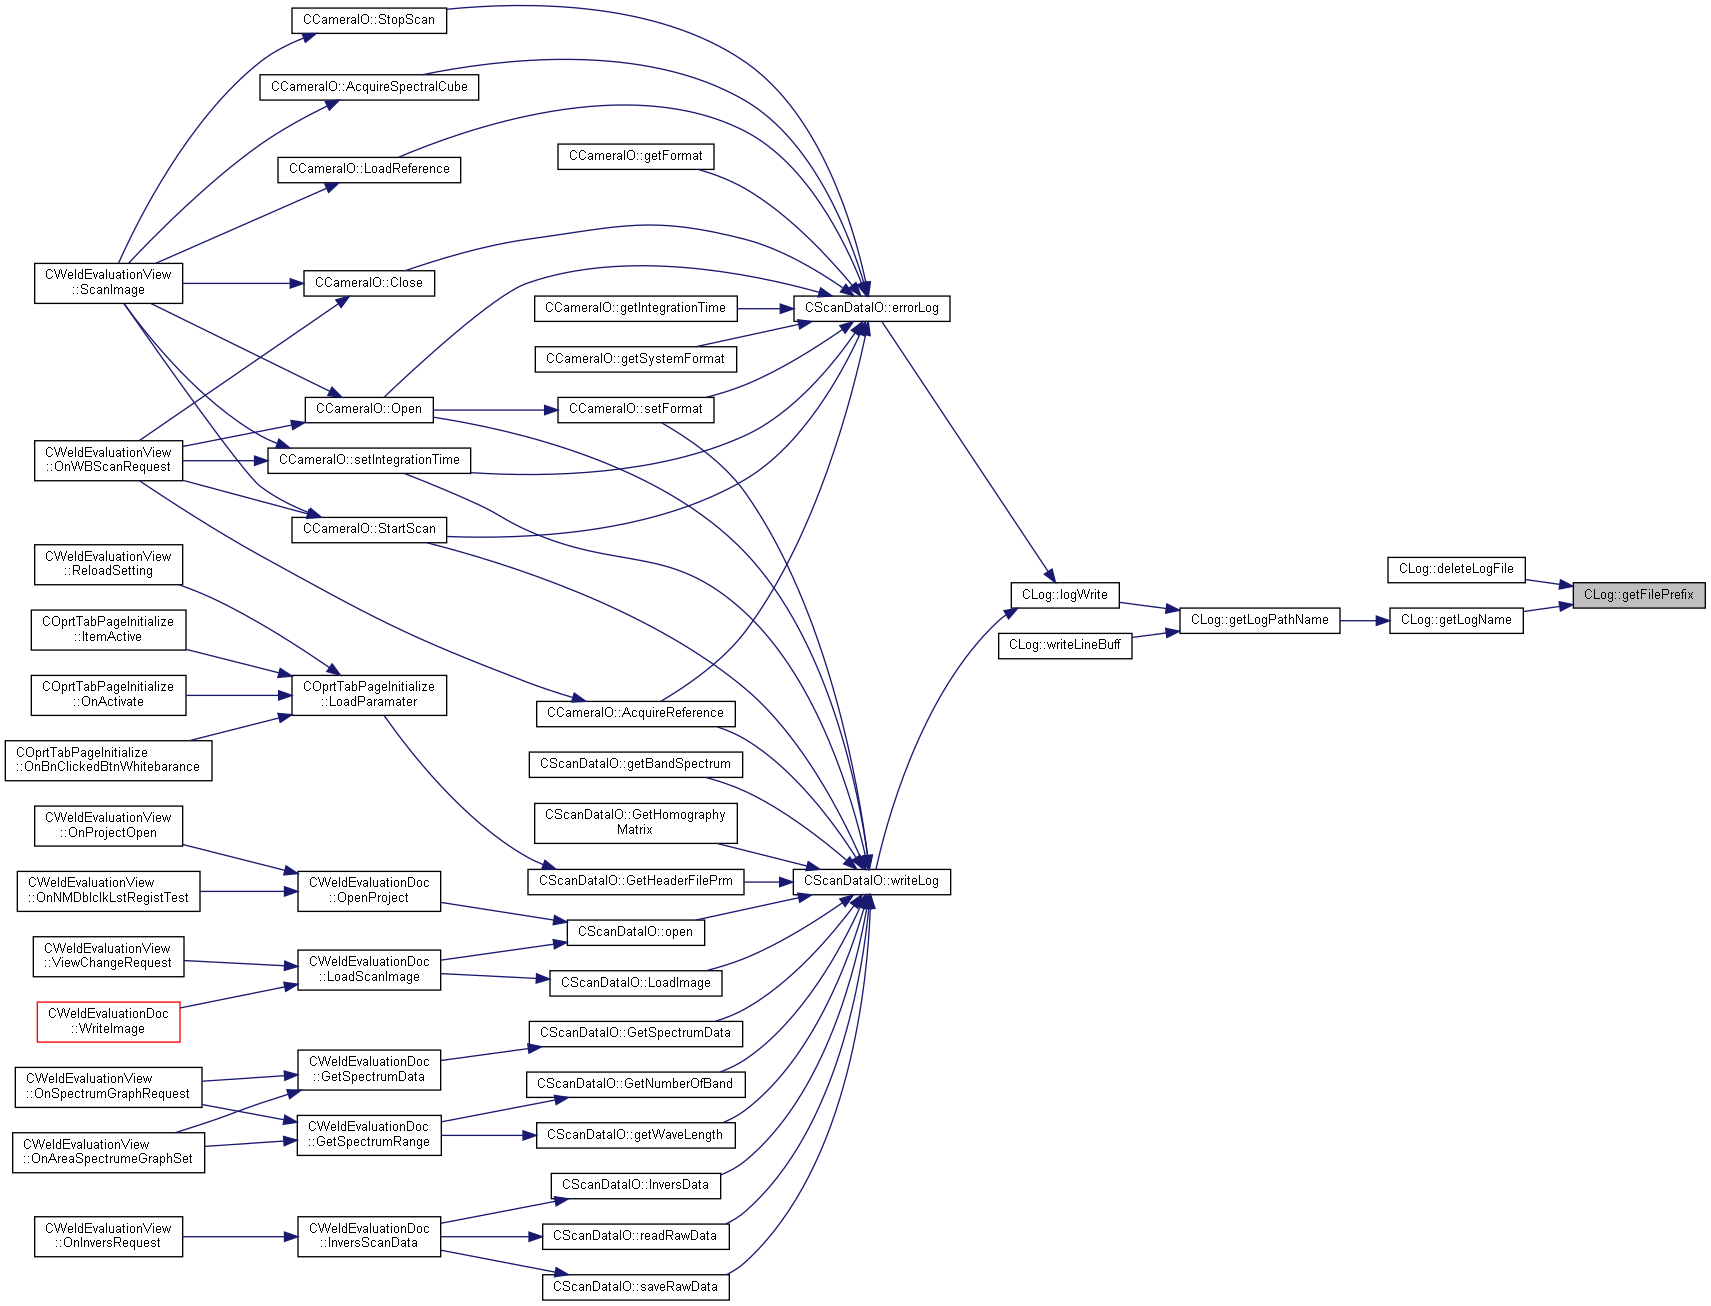 CCameraIO::StopScan
CCameraIO::AcquireSpectralCube
CCameraIO::getFormat
CCameraIO::LoadReference
CWeldEvaluationView
::ScanImage
CCameraIO::Close
CCameraIO::getIntegrationTime
CScanDataIO::errorLog
CCameraIO::getSystemFormat
CCameraIO::Open
CCameraIO::setFormat
CWeldEvaluationView
::OnWBScanRequest
CCameraIO::setIntegrationTime
CCameraIO::StartScan
CWeldEvaluationView
::ReloadSetting
CLog::deleteLogFile
CLog::logWrite
CLog::getFilePrefix
CLog::getLogPathName
CLog::getLogName
COprtTabPageInitialize
::ItemActive
CLog::writeLineBuff
COprtTabPageInitialize
::OnActivate
COprtTabPageInitialize
::LoadParamater
CCameraIO::AcquireReference
COprtTabPageInitialize
::OnBnClickedBtnWhitebarance
CScanDataIO::getBandSpectrum
CWeldEvaluationView
::OnProjectOpen
CScanDataIO::GetHomography
Matrix
CWeldEvaluationView
::OnNMDblclkLstRegistTest
CWeldEvaluationDoc
::OpenProject
CScanDataIO::GetHeaderFilePrm
CScanDataIO::writeLog
CScanDataIO::open
CWeldEvaluationView
::ViewChangeRequest
CWeldEvaluationDoc
::LoadScanImage
CScanDataIO::LoadImage
CWeldEvaluationDoc
::WriteImage
CScanDataIO::GetSpectrumData
CWeldEvaluationDoc
::GetSpectrumData
CWeldEvaluationView
::OnSpectrumGraphRequest
CScanDataIO::GetNumberOfBand
CWeldEvaluationDoc
::GetSpectrumRange
CScanDataIO::getWaveLength
CWeldEvaluationView
::OnAreaSpectrumeGraphSet
CScanDataIO::InversData
CWeldEvaluationView
::OnInversRequest
CWeldEvaluationDoc
::InversScanData
CScanDataIO::readRawData
CScanDataIO::saveRawData